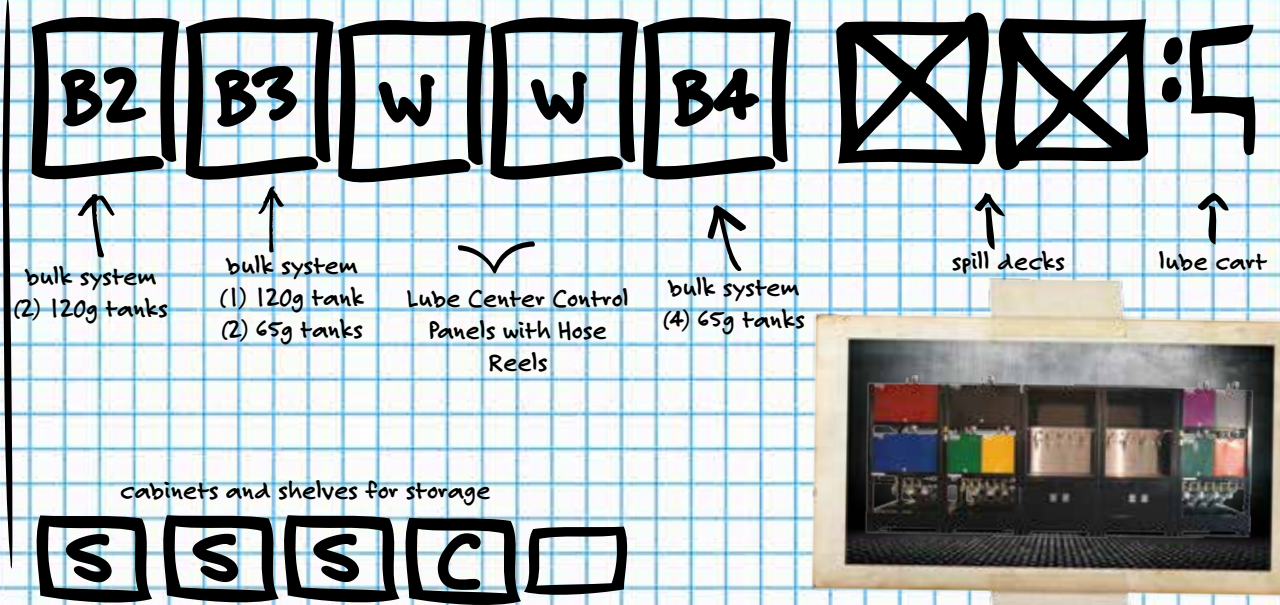 B2 B3 W W B4
bulk system
(2) 120g tanks
bulk system
(1) 120g tank
(2) 65g tanks
Lube Center Control
Panels with Hose
Reels
bulk system
(4) 65g tanks
spill decks
lube cart
cabinets and shelves for storage
S S S C